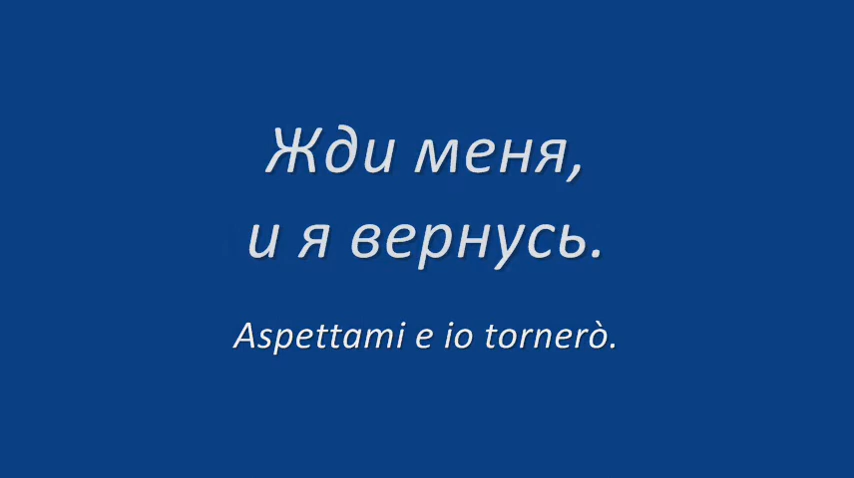 Жди меня,
и я вернусь.
Aspettami e io tornerò.